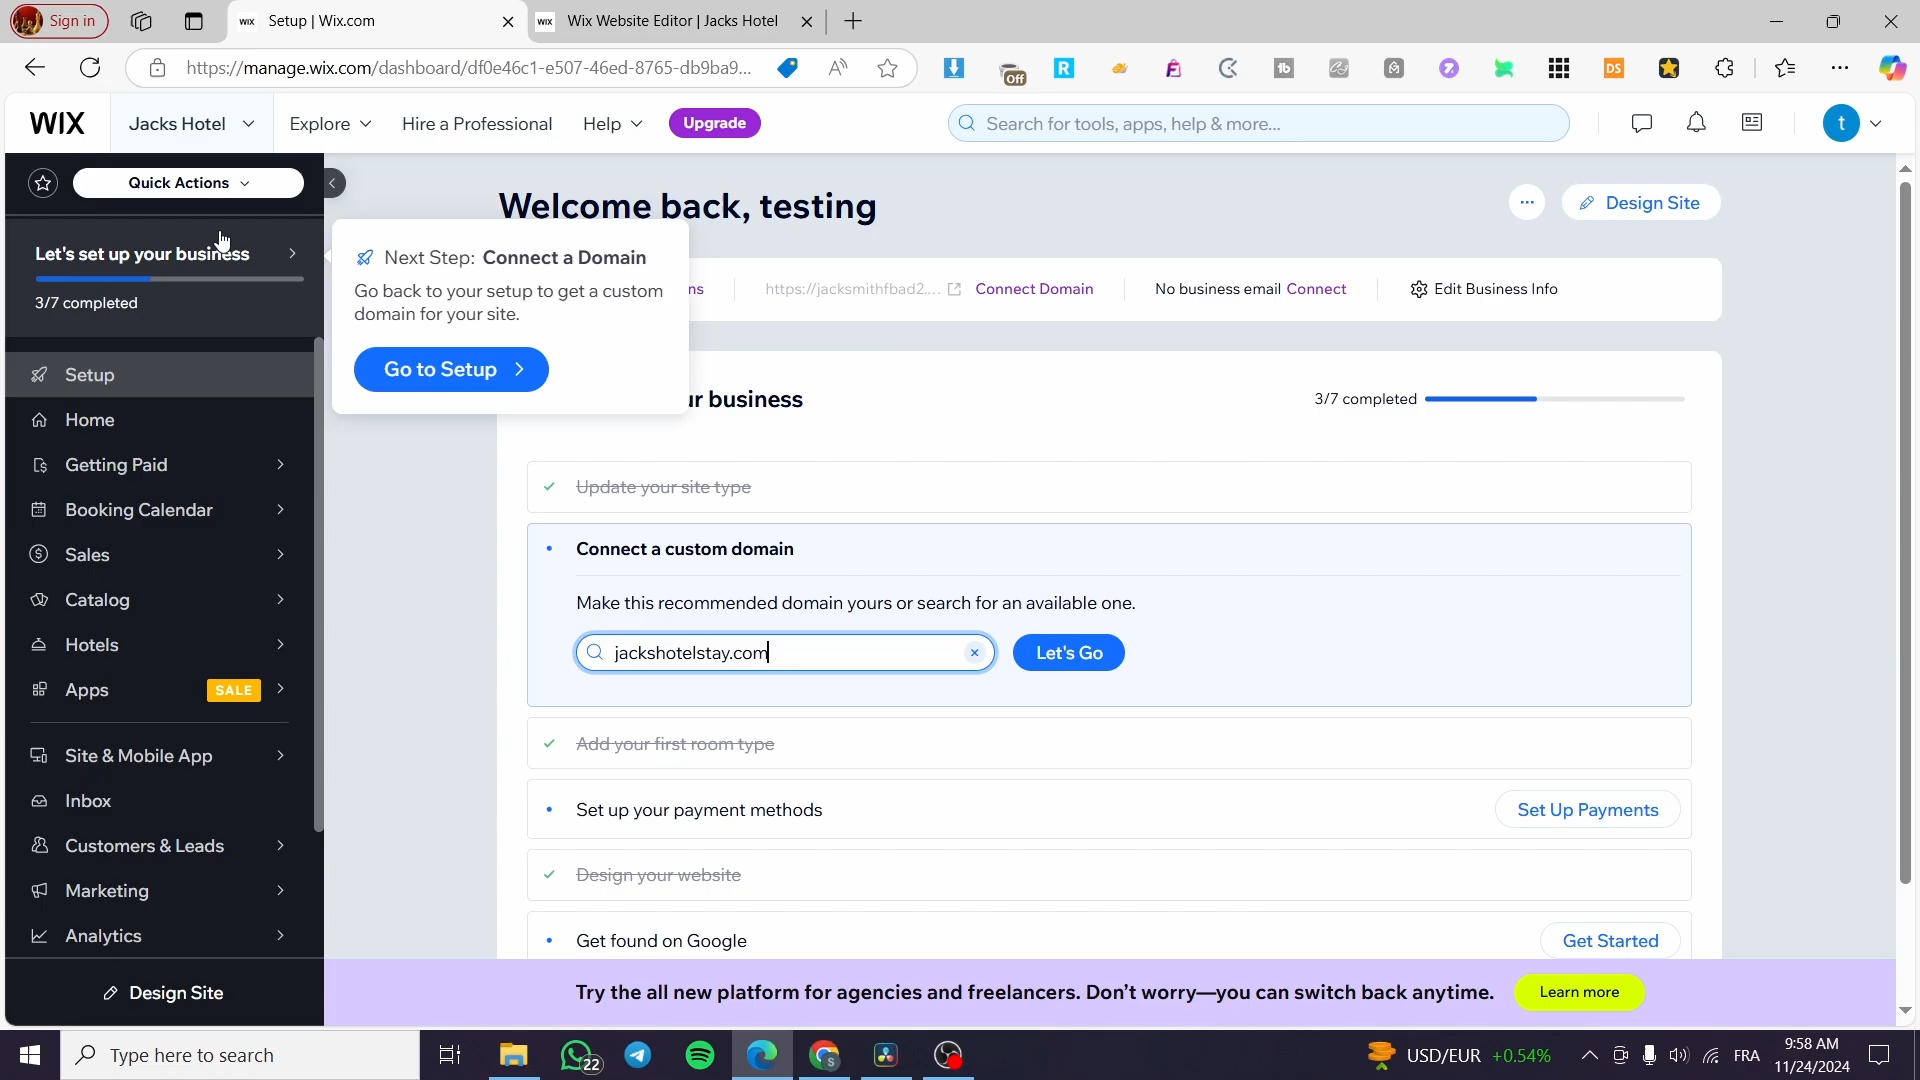 Sign in
Setup | Wix.com
Wix Website Editor | Jacks Hotel
https://manage.wix.com/dashboard/df0e46c1-e507-46ed-8765-db9ba9...
Off
WIX
Jacks Hotel
Explore
Hire a Professional
Help
Upgrade
Search for tools, apps, help & more...
t
Quick Actions
Let's set up your business
3/7 completed
Setup
Home
Getting Paid
Booking Calendar
Sales
Catalog
Hotels
Apps
SALE
Site & Mobile App
Inbox
Customers & Leads
Marketing
Analytics
Design Site
Welcome back, testing
Design Site
Next Step: Connect a Domain
Go back to your setup to get a custom
domain for your site.
Go to Setup
ns
https://jacksmithfbad2....
Connect Domain
No business email Connect
Edit Business Info
ur business
3/7 completed
Update your site type
Connect a custom domain
Make this recommended domain yours or search for an available one.
jackshotelstay.com
Let's Go
Add your first room type
Set up your payment methods
Set Up Payments
Design your website
Get found on Google
Get Started
Try the all new platform for agencies and freelancers. Don't worry—you can switch back anytime.
Learn more
Type here to search
22
USD/EUR +0.54%
FRA
9:58 AM
11/24/2024